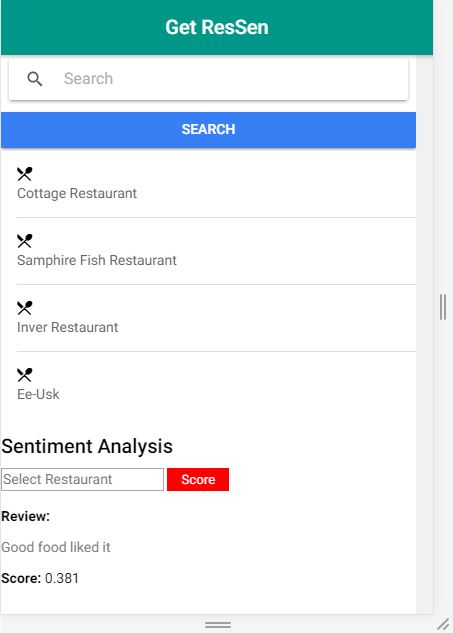 Get ResSen
Search
SEARCH
Cottage Restaurant
Samphire Fish Restaurant
Inver Restaurant
Ee-Usk
Sentiment Analysis
Select Restaurant Score
Review:
Good food liked it
Score: 0.381